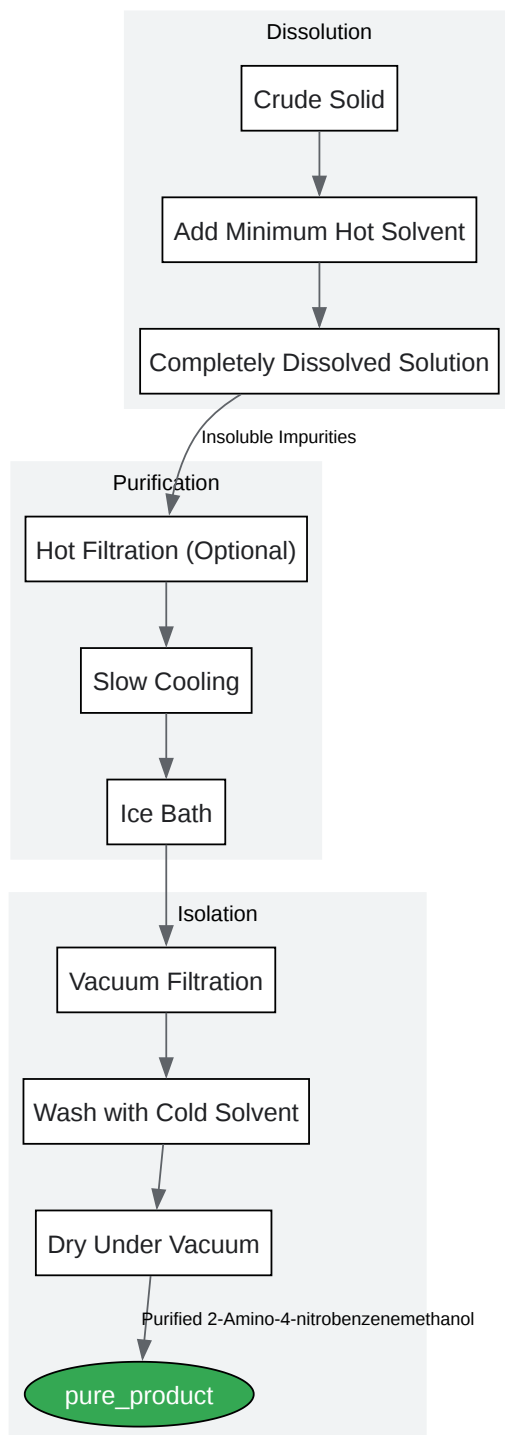 Dissolution
Crude Solid
Add Minimum Hot Solvent
Completely Dissolved Solution
Insoluble Impurities
Purification
Hot Filtration (Optional)
Slow Cooling
Ice Bath
Isolation
Vacuum Filtration
Wash with Cold Solvent
Dry Under Vacuum
Purified 2-Amino-4-nitrobenzenemethanol
pure_product